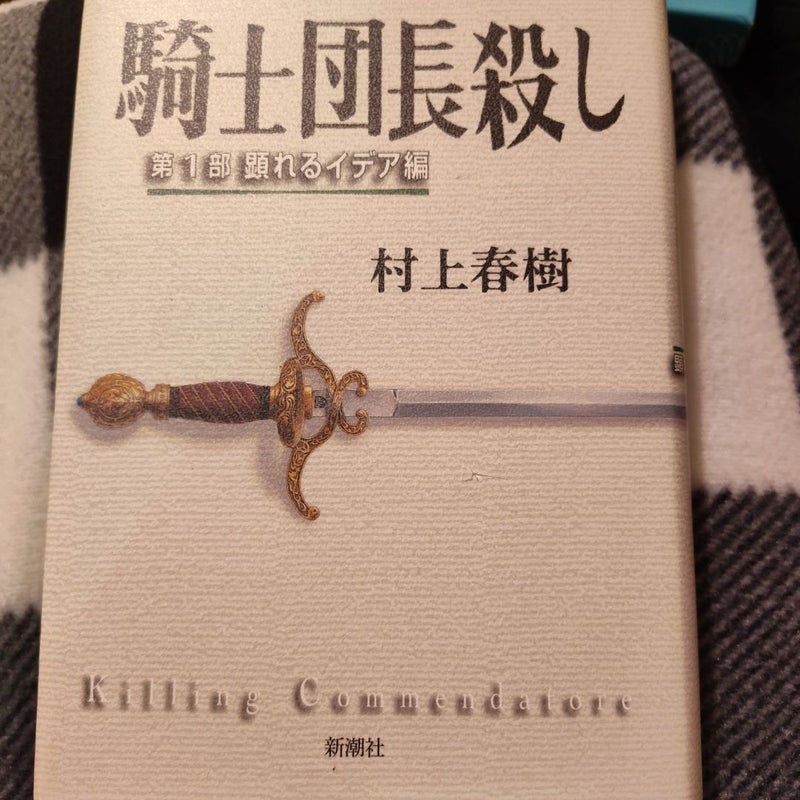 騎士団長殺し
第1部 顕れるイデア編
村上春樹
Killing Commendatore
新潮社